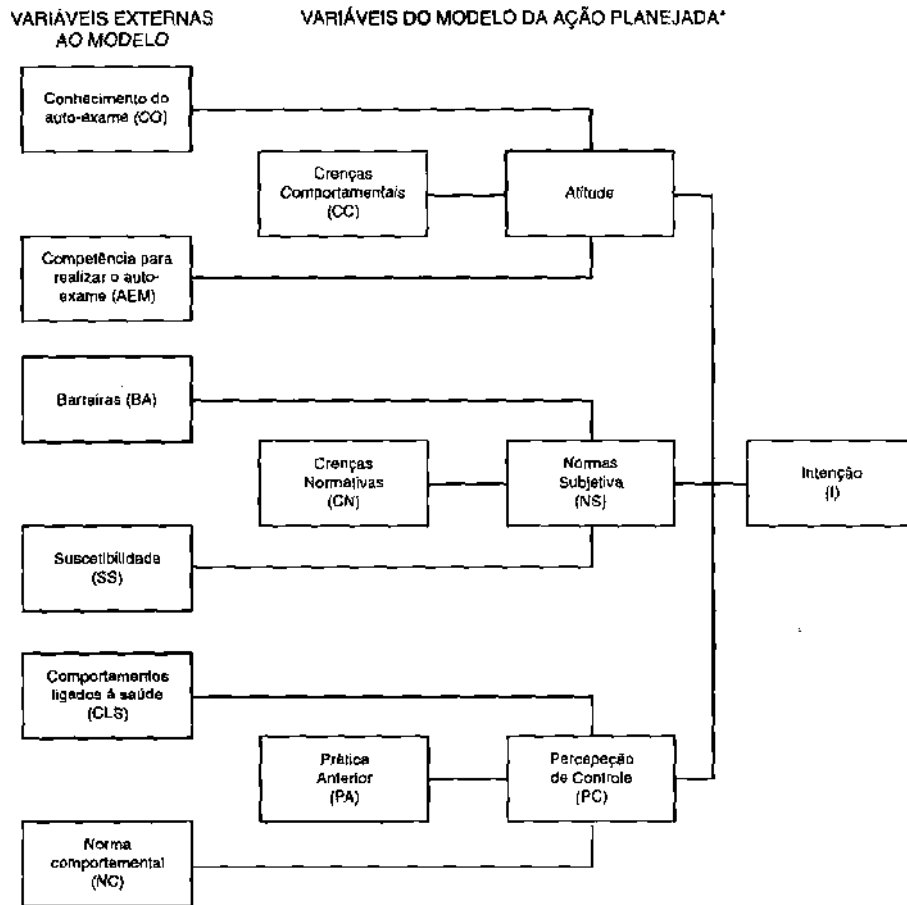 VARIÁVEIS EXTERNAS
AO MODELO
VARIÁVEIS DO MODELO DA AÇÃO PLANEJADA*
Conhecimento do
auto-exame (CO)
Crenças
Comportamentais
(CC)
Atitude
Competência para
realizar o auto-
exame (AEM)
Barreiras (BA)
Crenças
Normativas
(CN)
Normas
Subjetiva
(NS)
Intenção
(I)
Suscetibilidade
(SS)
Comportamentos
ligados à saúde
(CLS)
Prática
Anterior
(PA)
Percepeção
de Controle
(PC)
Norma
comportamental
(NC)